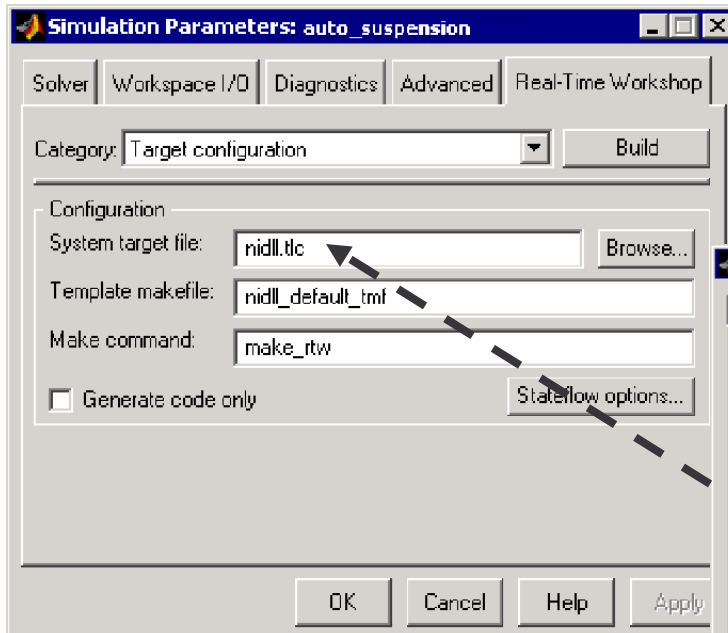 Simulation Parameters: auto_suspension
Solver Workspace I/O Diagnostics Advanced Real-Time Workshop
Category: Target configuration Build
Configuration
System target file: nidll.tlc Browse...
Template makefile: nidll_default_tmf
Make command: make_rtw
Generate code only Stateflow options...
OK Cancel Help Apply